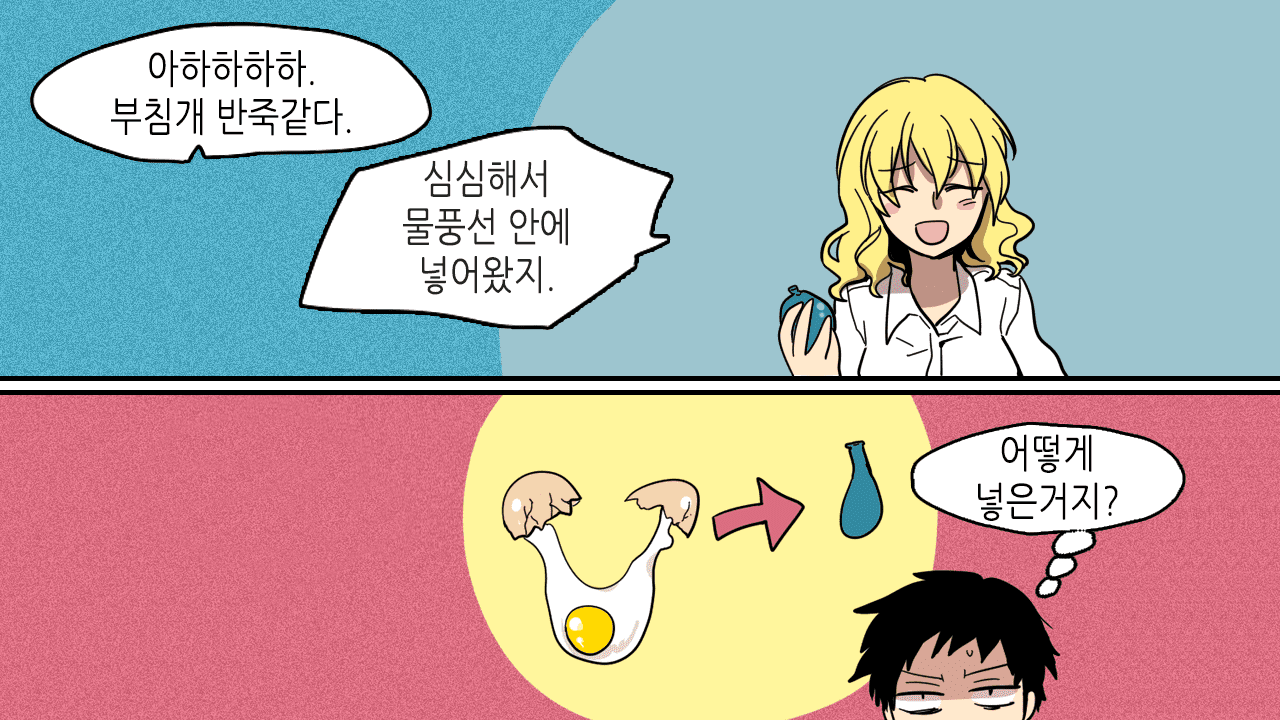 아하하하하.
부침개 반죽같다.
심심해서
물풍선 안에
넣어왔지.
어떻게
넣은거지?